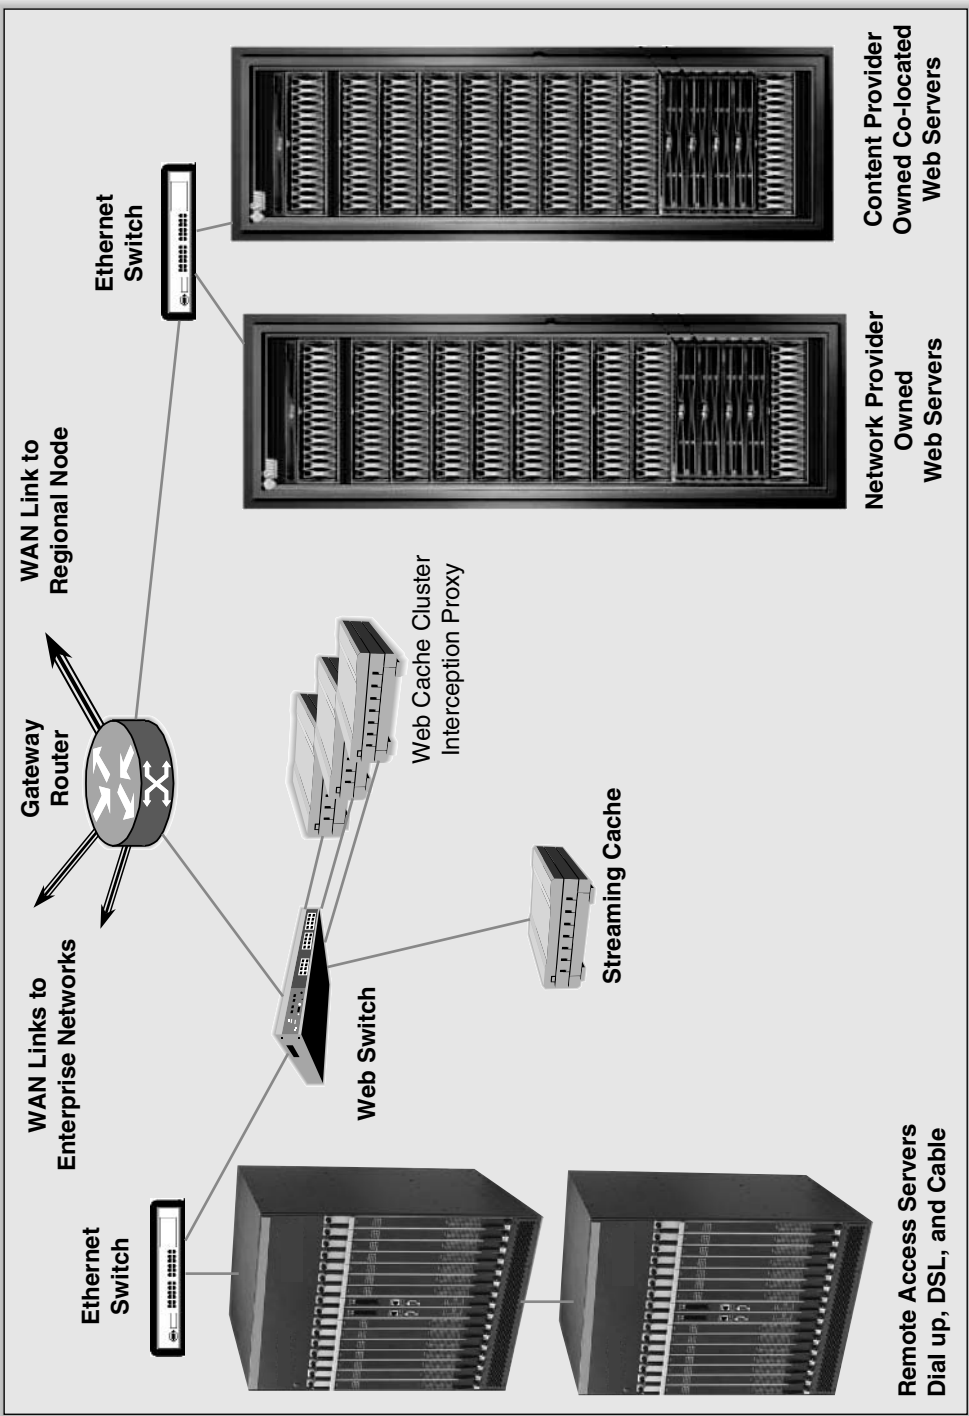 WAN Links to
Enterprise Networks
Gateway
Router
WAN Link to
Regional Node
Ethernet
Switch
Ethernet
Switch
Web Switch
Web Cache Cluster
Interception Proxy
Streaming Cache
Remote Access Servers
Dial up, DSL, and Cable
Network Provider
Owned
Web Servers
Content Provider
Owned Co-located
Web Servers